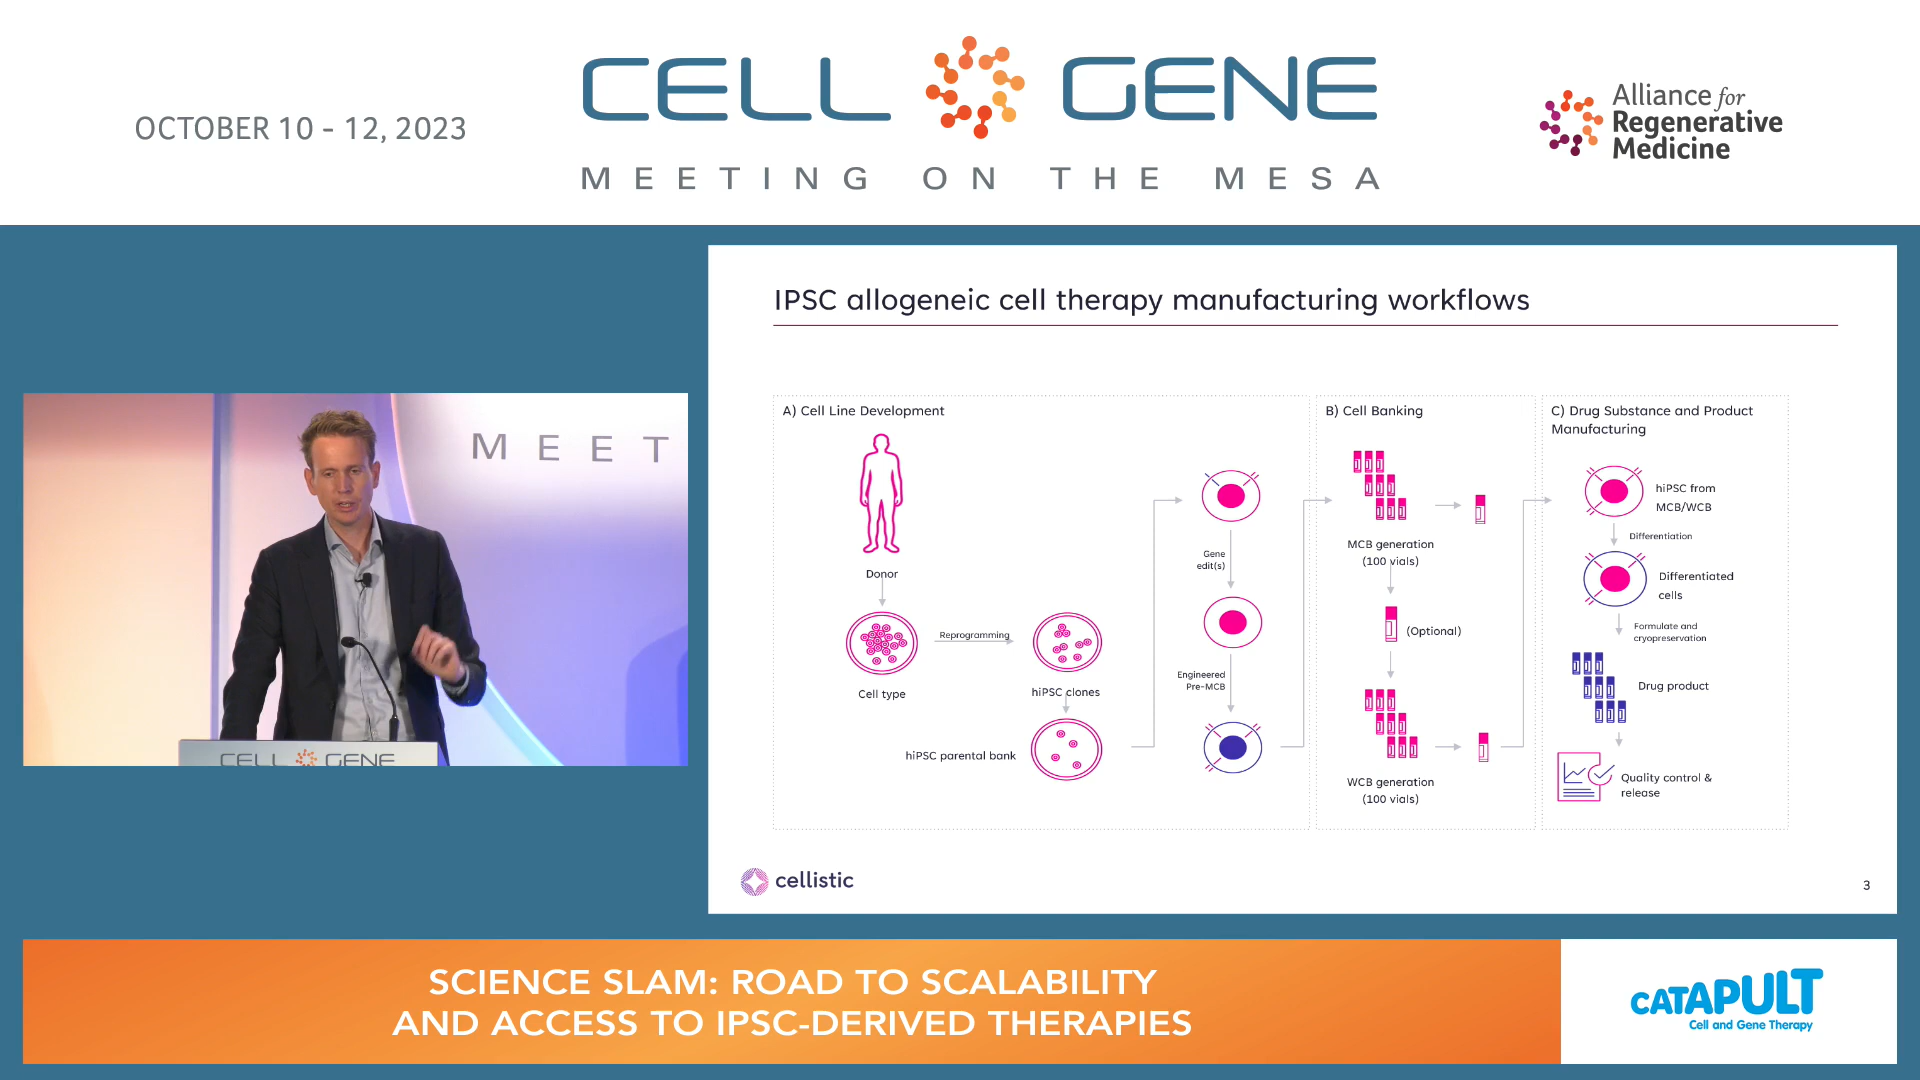 OCTOBER 10 - 12, 2023
CELL GENE
MEETING ON THE MESA
Alliance for
Regenerative
Medicine
MEET
CELL GENE
IPSC allogeneic cell therapy manufacturing workflows
A) Cell Line Development
Donor
Cell type
Reprogramming
hiPSC clones
hiPSC parental bank
Gene
edit(s)
Engineered
Pre-MCB
B) Cell Banking
MCB generation
(100 vials)
(Optional)
WCB generation
(100 vials)
C) Drug Substance and Product
Manufacturing
hiPSC from
MCB/WCB
Differentiation
Differentiated
cells
Formulate and
cryopreservation
Drug product
Quality control &
release
cellistic
3
SCIENCE SLAM: ROAD TO SCALABILITY
AND ACCESS TO IPSC-DERIVED THERAPIES
CATAPULT
Cell and Gene Therapy